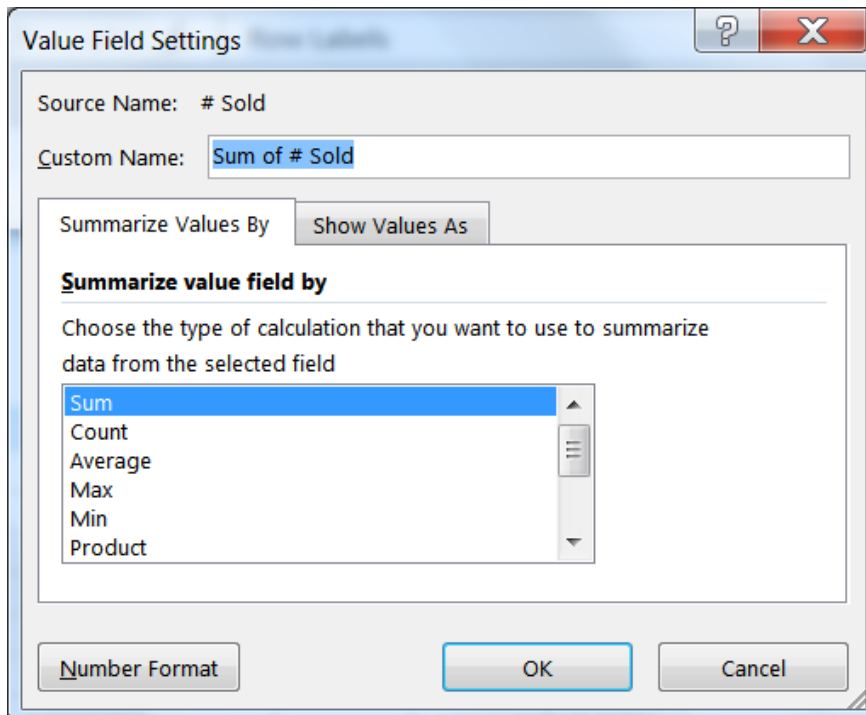 Value Field Settings
Source Name: # Sold
Custom Name: Sum of # Sold
Summarize Values By Show Values As
Summarize value field by
Choose the type of calculation that you want to use to summarize
data from the selected field
Sum
Count
Average
Max
Min
Product
Number Format OK Cancel